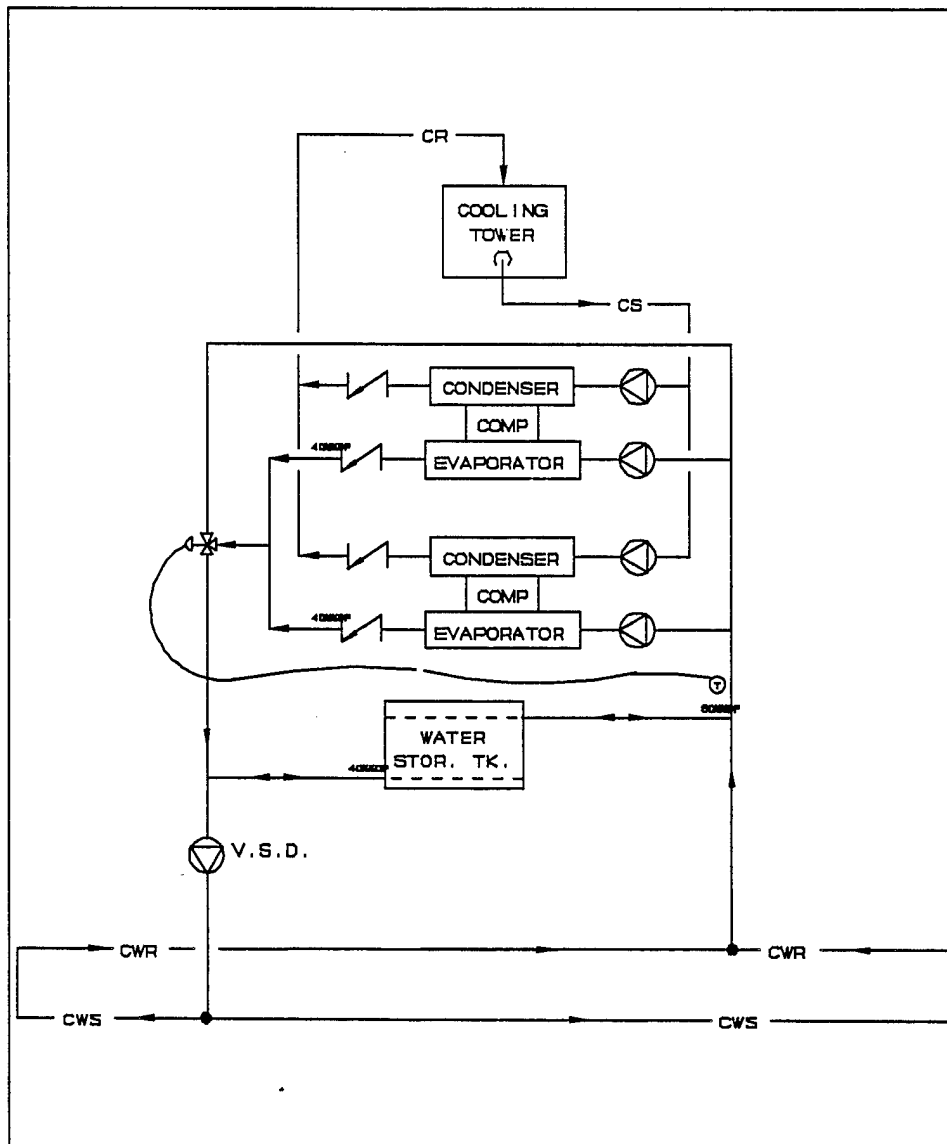 CR
COOLING
TOWER
CS
CONDENSER
COMP
EVAPORATOR
CONDENSER
COMP
EVAPORATOR
T
WATER
STOR. TK.
V.S.D.
CWR
CWR
CWS
CWS